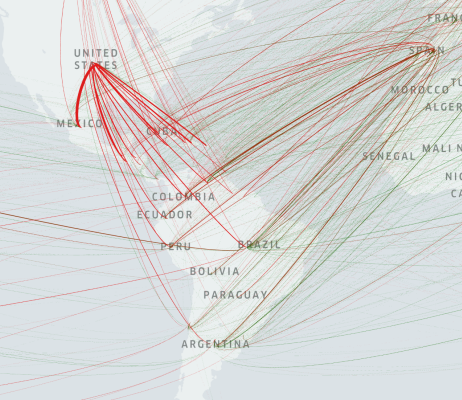 FRANC
UNITED
STATES
SPAIN
MOROCCO
TU
ALGER
MEXICO
CUBA
SENEGAL
MALI
N
NIG
COLOMBIA
ECUADOR
PERU
BRAZIL
BOLIVIA
PARAGUAY
ARGENTINA